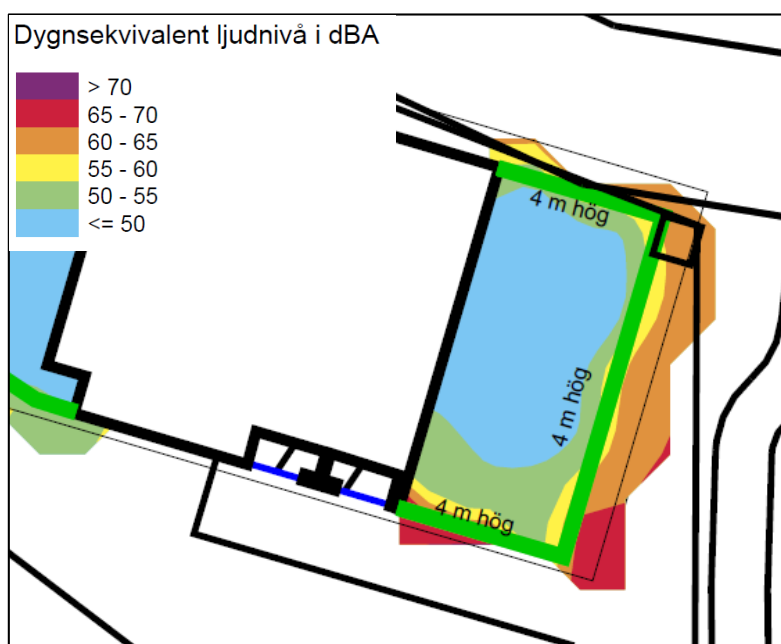 Dygnsekvivalent ljudnivå i dBA
> 70
65 - 70
60 - 65
55 - 60
50 - 55
<= 50
4 m hög
4 m hög
4 m hög